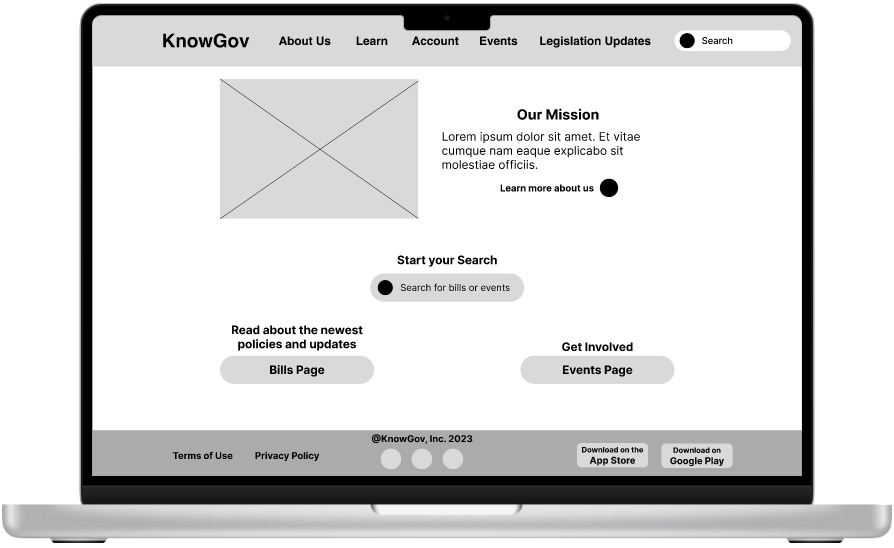 KnowGov
About Us
Learn
Account
Events
Legislation Updates
Search
Our Mission
Lorem ipsum dolor sit amet. Et vitae
cumque nam eaque explicabo sit
molestiae officiis.
Learn more about us
Start your Search
Search for bills or events
Read about the newest
policies and updates
Bills Page
Get Involved
Events Page
@KnowGov, Inc. 2023
Terms of Use
Privacy Policy
Download on the
App Store
Download on
Google Play